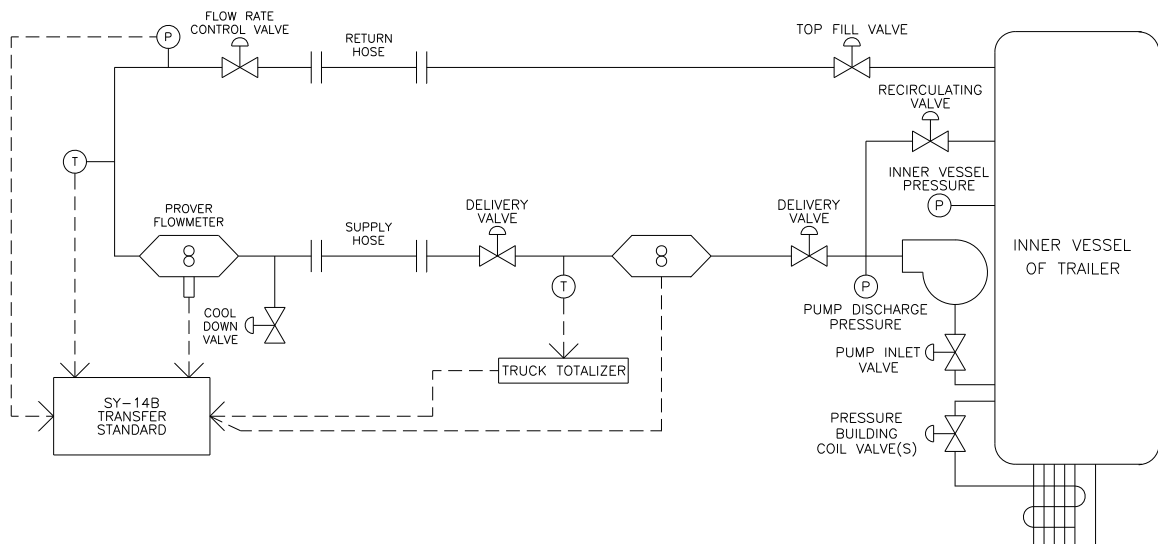 FLOW RATE
CONTROL VALVE
P
RETURN
HOSE
TOP FILL VALVE
RECIRCULATING
VALVE
T
INNER VESSEL
PRESSURE
P
PROVER
FLOWMETER
SUPPLY
HOSE
DELIVERY
VALVE
DELIVERY
VALVE
INNER VESSEL
OF TRAILER
8
8
T
P
COOL
DOWN
VALVE
PUMP DISCHARGE
PRESSURE
PUMP INLET
VALVE
TRUCK TOTALIZER
SY-14B
TRANSFER
STANDARD
PRESSURE
BUILDING
COIL VALVE(S)